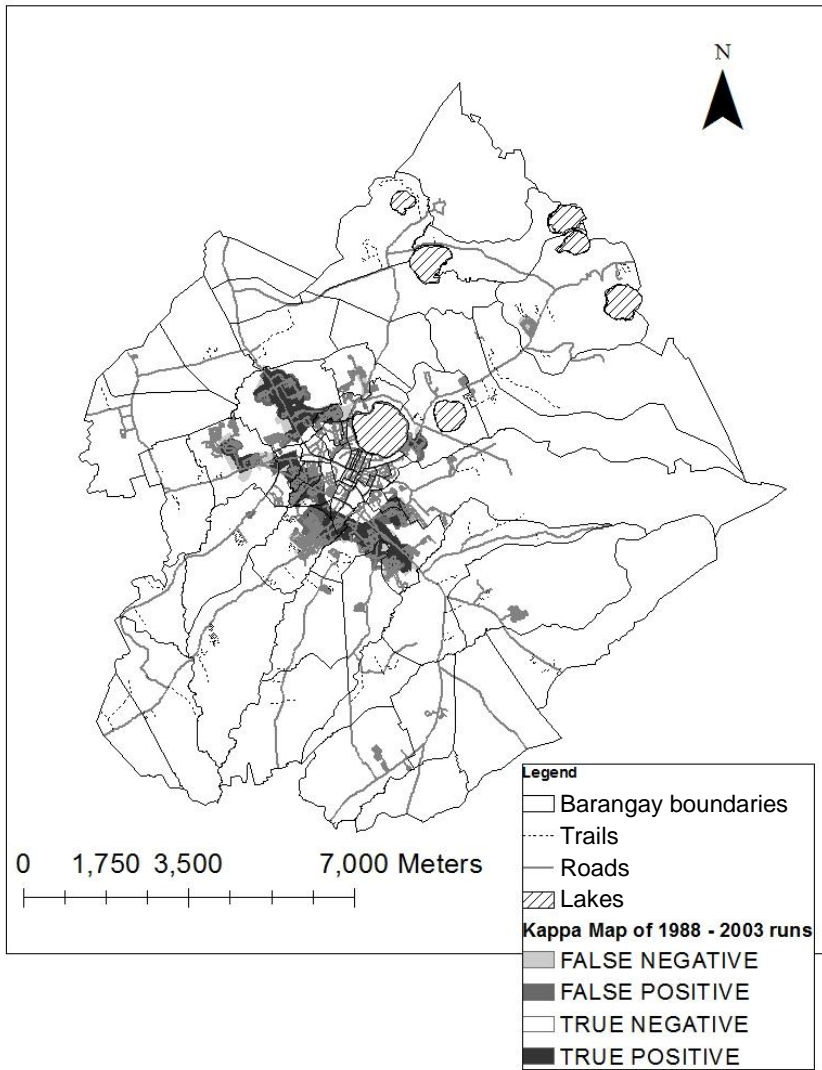 N
0 1,750 3,500 7,000 Meters
Legend
Barangay boundaries
Trails
Roads
Lakes
Kappa Map of 1988 - 2003 runs
FALSE NEGATIVE
FALSE POSITIVE
TRUE NEGATIVE
TRUE POSITIVE